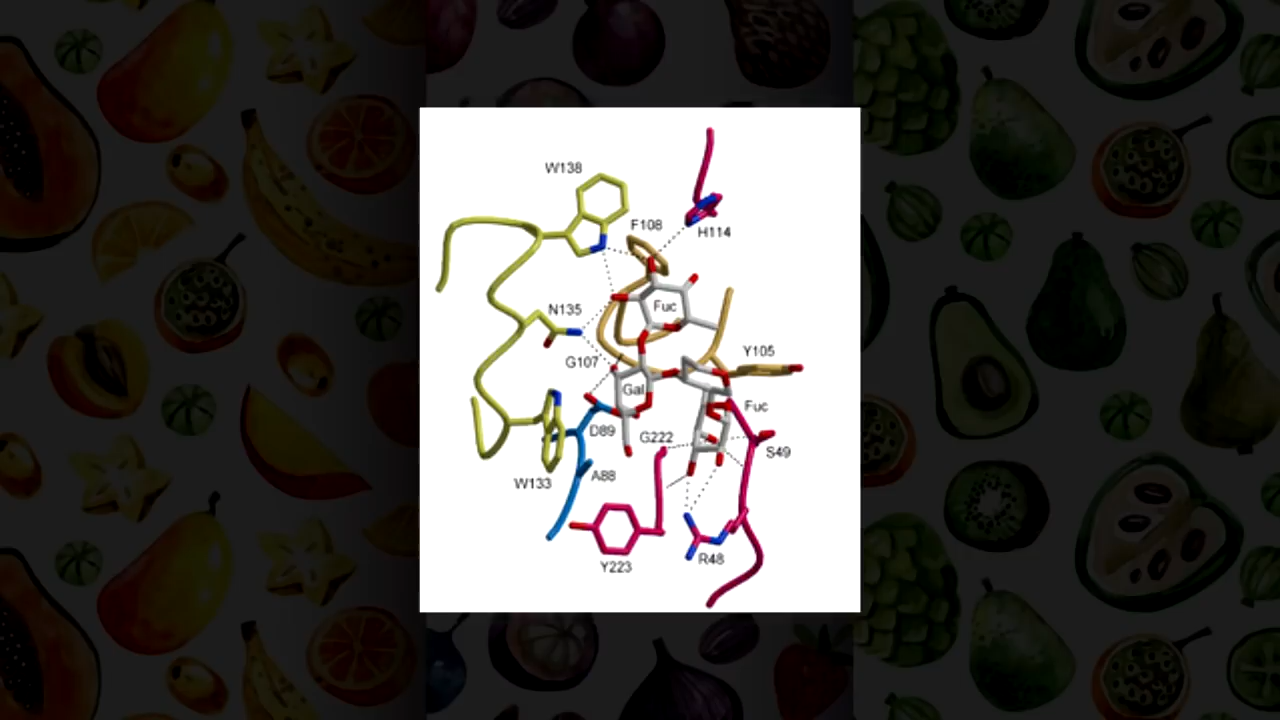 W138
F108
H114
Fuc
N135
Y105
G107
Gal
Fuc
D89
G222
S49
A88
W133
R48
Y223